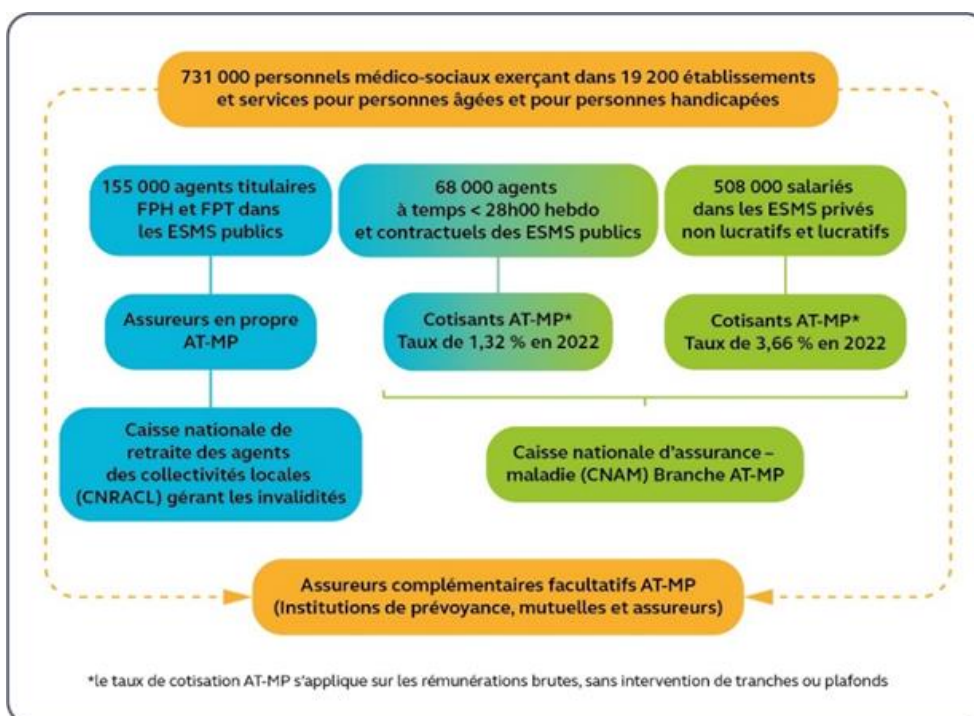 731 000 personnels médico-sociaux exerçant dans 19 200 établissements
et services pour personnes âgées et pour personnes handicapées
155 000 agents titulaires
FPH et FPT dans
les ESMS publics
68 000 agents
à temps < 28h00 hebdo
et contractuels des ESMS publics
508 000 salariés
dans les ESMS privés
non lucratifs et lucratifs
Assureurs en propre
AT-MP
Cotisants AT-MP*
Taux de 1,32 % en 2022
Cotisants AT-MP*
Taux de 3,66 % en 2022
Caisse nationale de
retraite des agents
des collectivités locales
(CNRACL) gérant les invalidités
Caisse nationale d'assurance –
maladie (CNAM) Branche AT-MP
Assureurs complémentaires facultatifs AT-MP
(Institutions de prévoyance, mutuelles et assureurs)
*le taux de cotisation AT-MP s'applique sur les rémunérations brutes, sans intervention de tranches ou plafonds